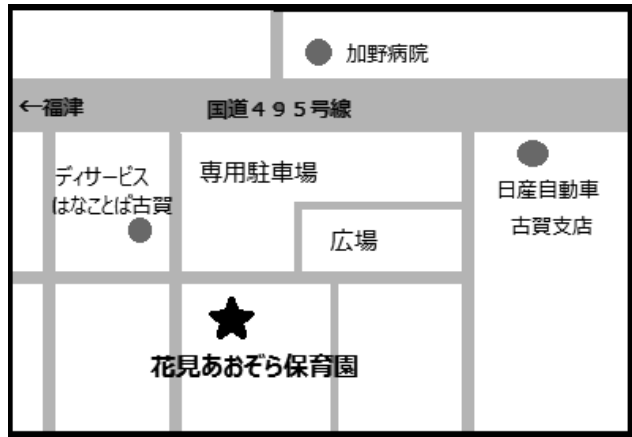 加野病院
←福津
国道４９５号線
ディサービス
はなことば古賀
専用駐車場
広場
日産自動車
古賀支店
花見あおぞら保育園